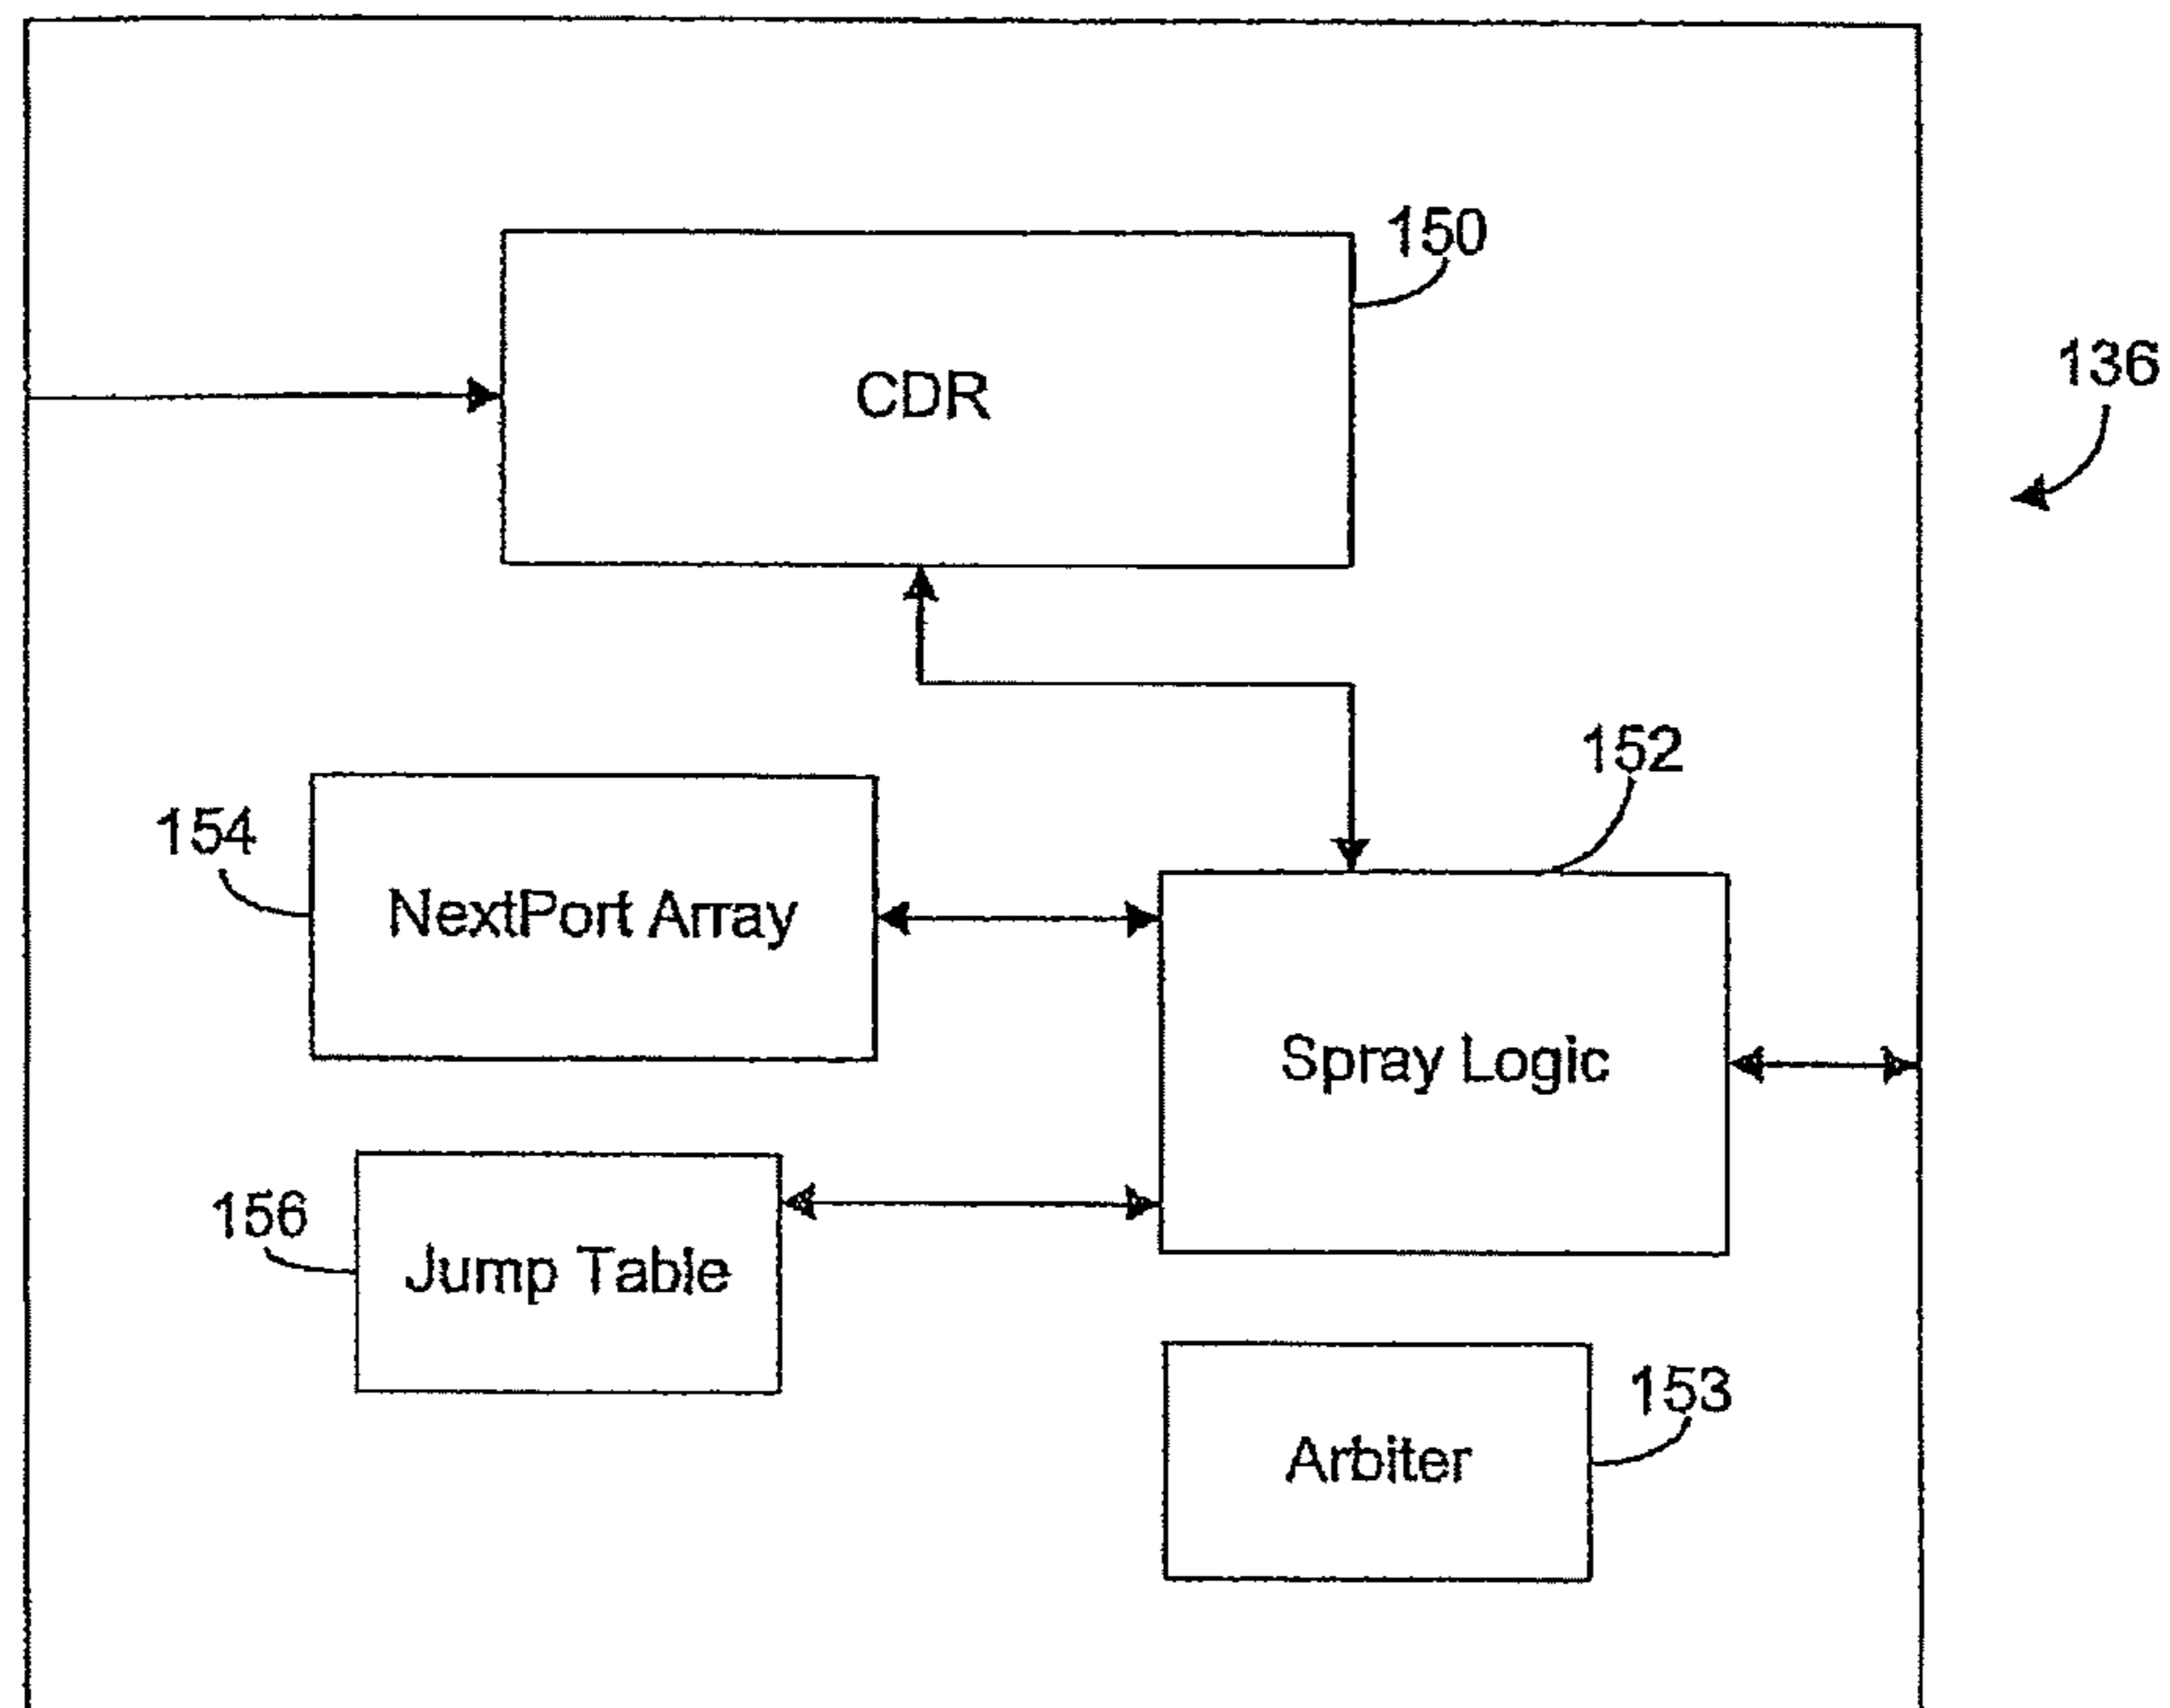 150
136
CDR
152
154
NextPort Array
Spray Logic
156
Jump Table
153
Arbiter